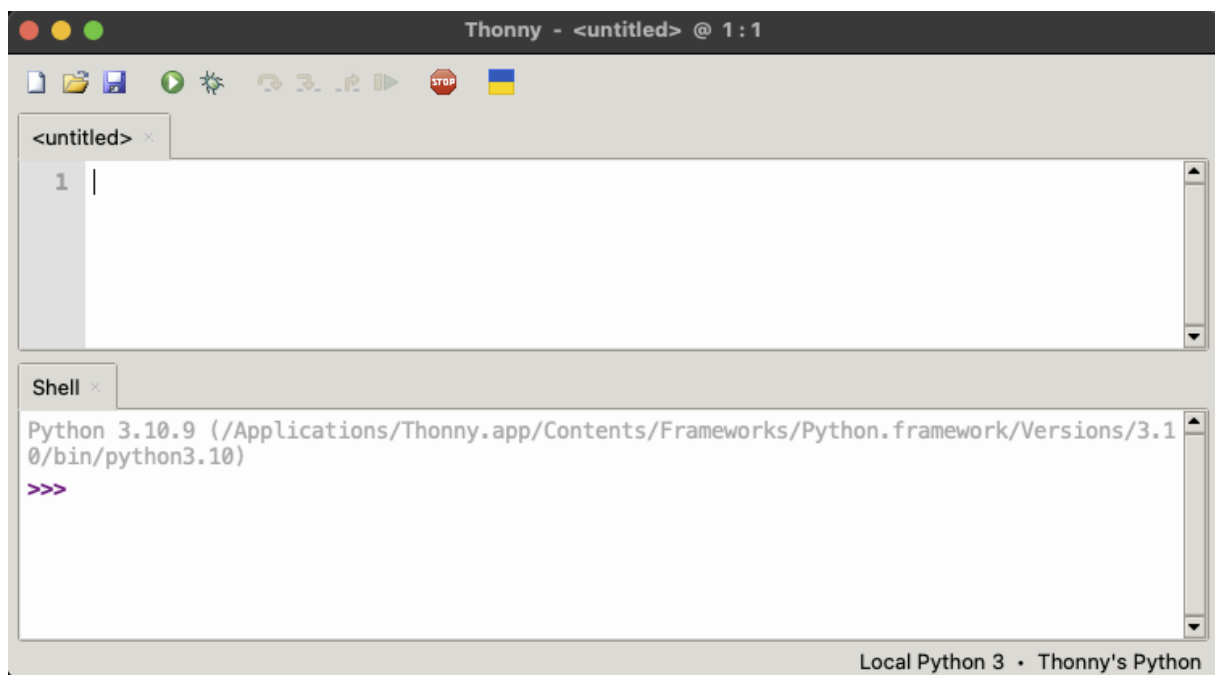 Thonny - <untitled> @ 1:1
STOP
<untitled>
1
Shell
Python 3.10.9 (/Applications/Thonny.app/Contents/Frameworks/Python.framework/Versions/3.1
0/bin/python3.10)
>>>
Local Python 3 • Thonny's Python